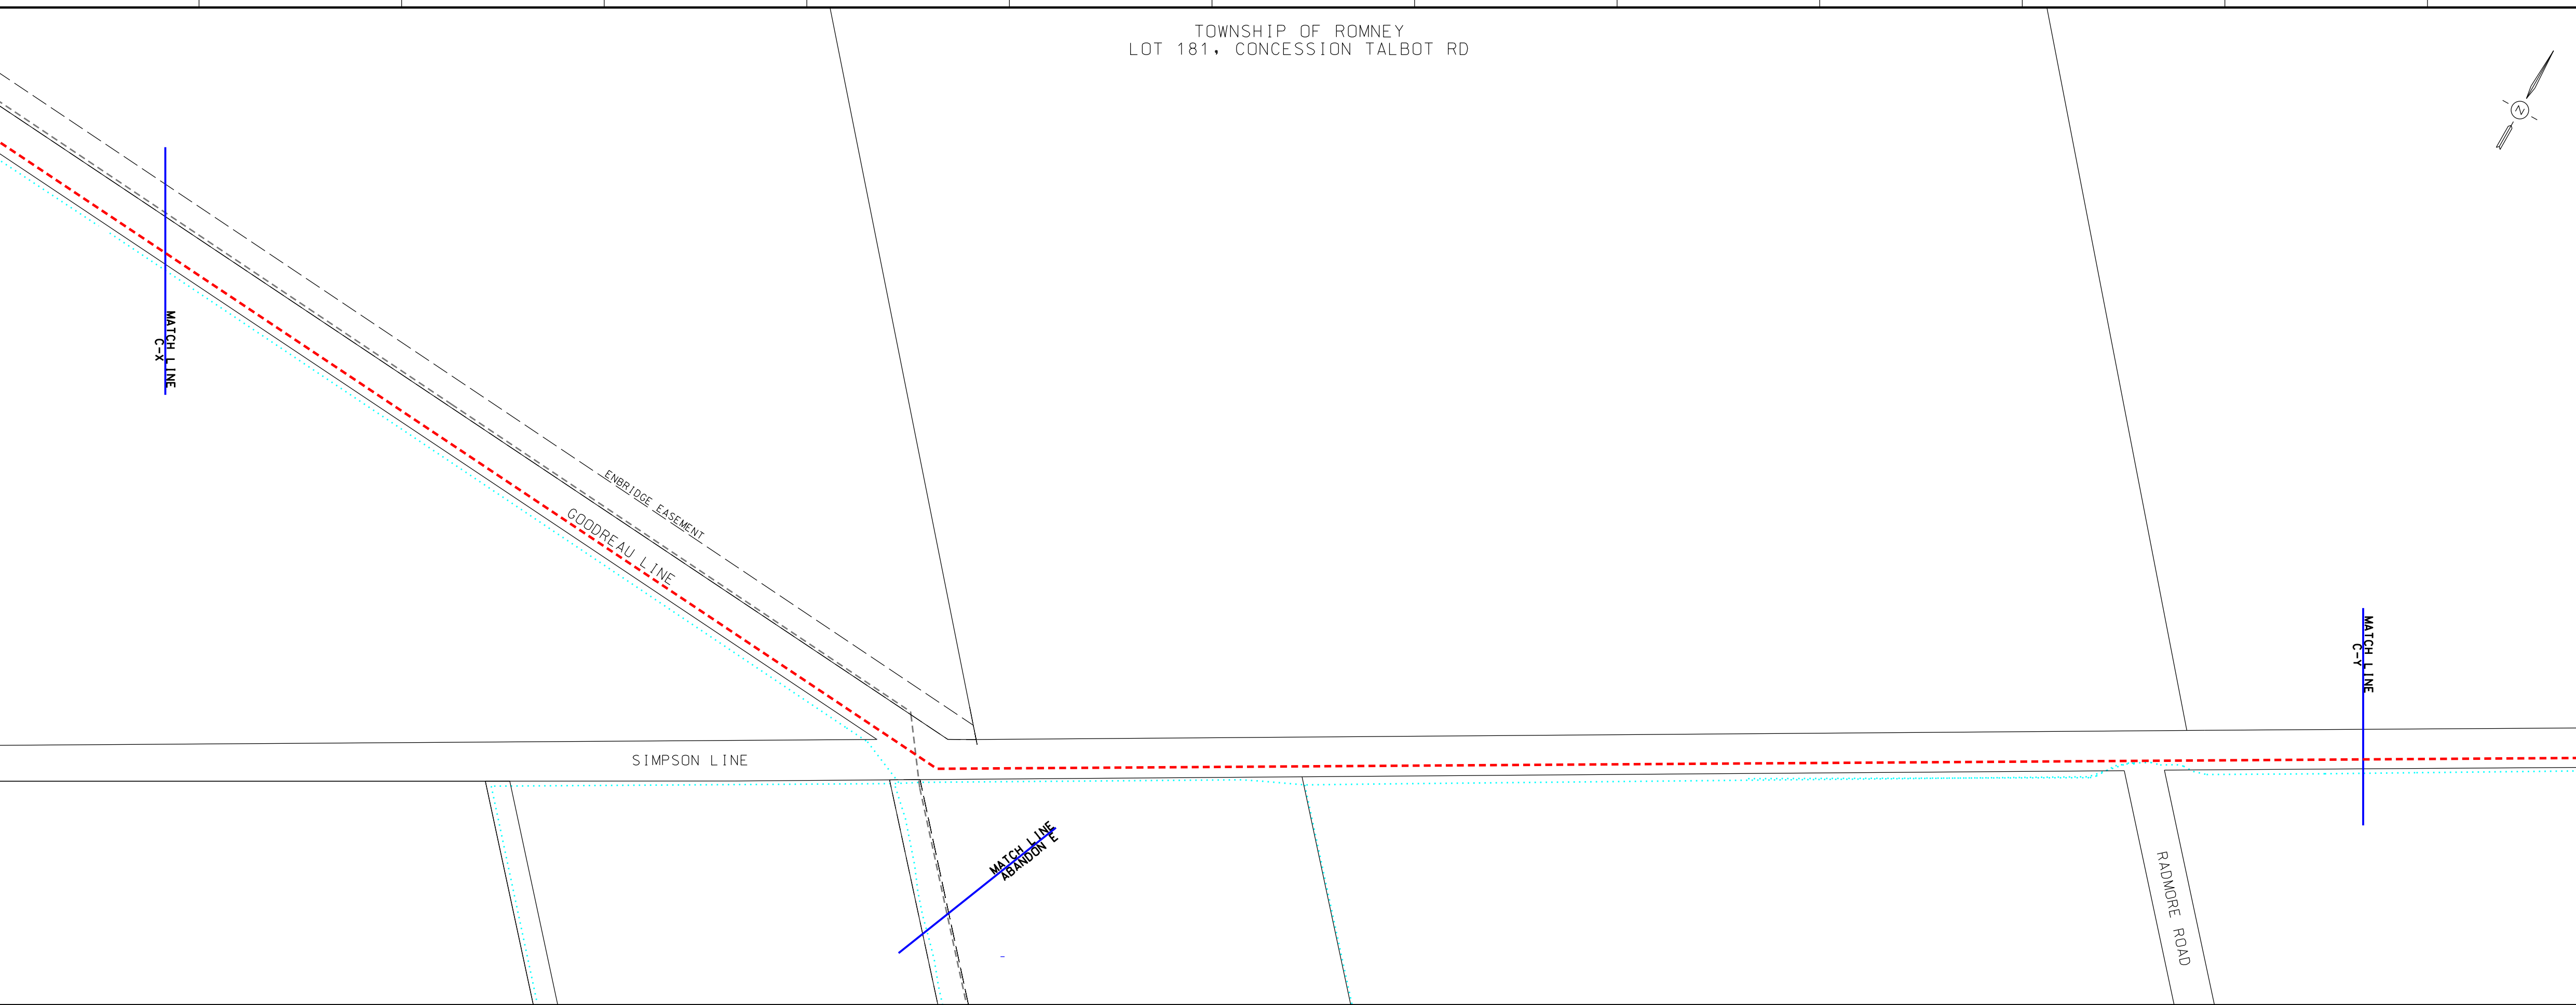 TOWNSHIP OF ROMNEY
LOT 181, CONCESSION TALBOT RD
N
MATCH LINE
C-X
ENBRIDGE EASEMENT
GOODREAU LINE
MATCH LINE
C-Y
SIMPSON LINE
MATCH LINE
ABANDON E
RADMORE ROAD